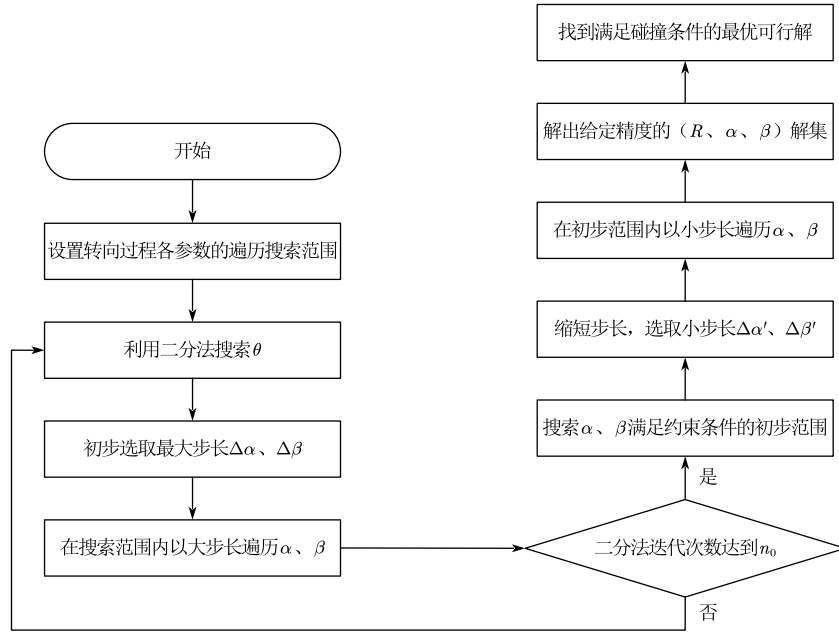 开始
设置转向过程各参数的遍历搜索范围
利用二分法搜索θ
初步选取最大步长Δα、Δβ
在搜索范围内以大步长遍历α、β
二分法迭代次数达到n₀
是
否
搜索α、β满足约束条件的初步范围
缩短步长，选取小步长Δα′、Δβ′
在初步范围内以小步长遍历α、β
解出给定精度的（R、α、β）解集
找到满足碰撞条件的最优可行解